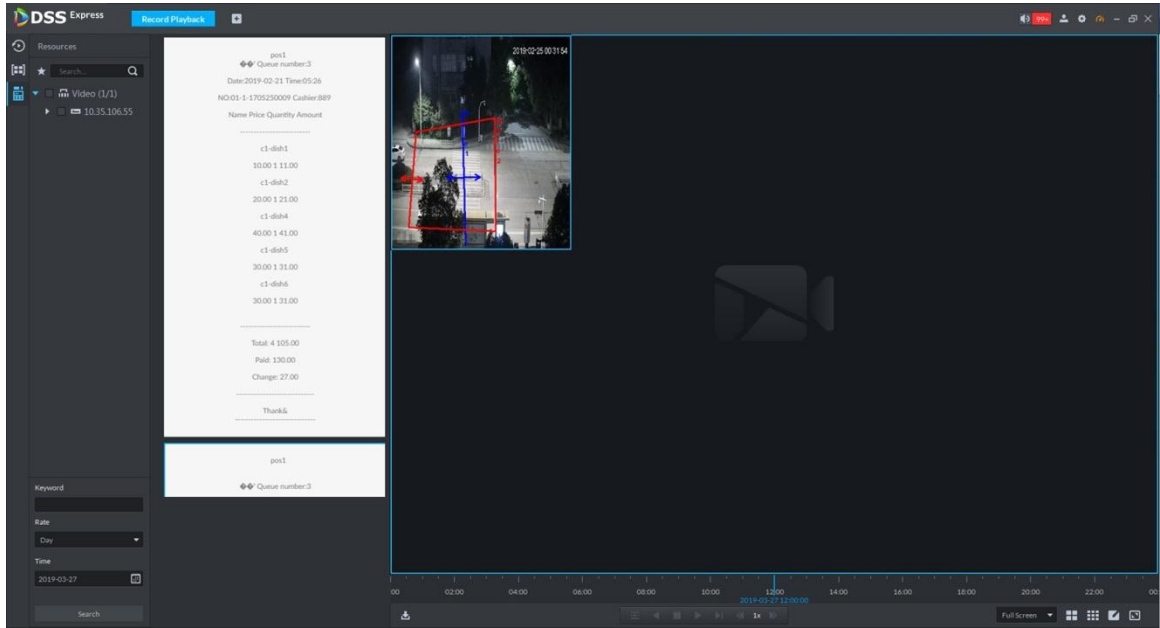 DSS Express
Record Playback
99+
Resources
Search...
Video (1/1)
10.35.106.55
Keyword
Rate
Day
Time
2019-03-27
Search
pos1
��' Queue number:3
Date:2019-02-21 Time:05:26
NO:01-1-1705250009 Cashier:889
Name Price Quantity Amount
------------------------------
c1-dish1
10.00 1 11.00
c1-dish2
20.00 1 21.00
c1-dish4
40.00 1 41.00
c1-dish5
30.00 1 31.00
c1-dish6
30.00 1 31.00
------------------------------
Total: 4 105.00
Paid: 130.00
Change: 27.00
------------------------------
Thank&
------------------------------
pos1
��' Queue number:3
2019-02-25 00:31:54
00 02:00 04:00 06:00 08:00 10:00 12:00 14:00 16:00 18:00 20:00 22:00 00:
2019-03-27 12:00:00
1x
Full Screen